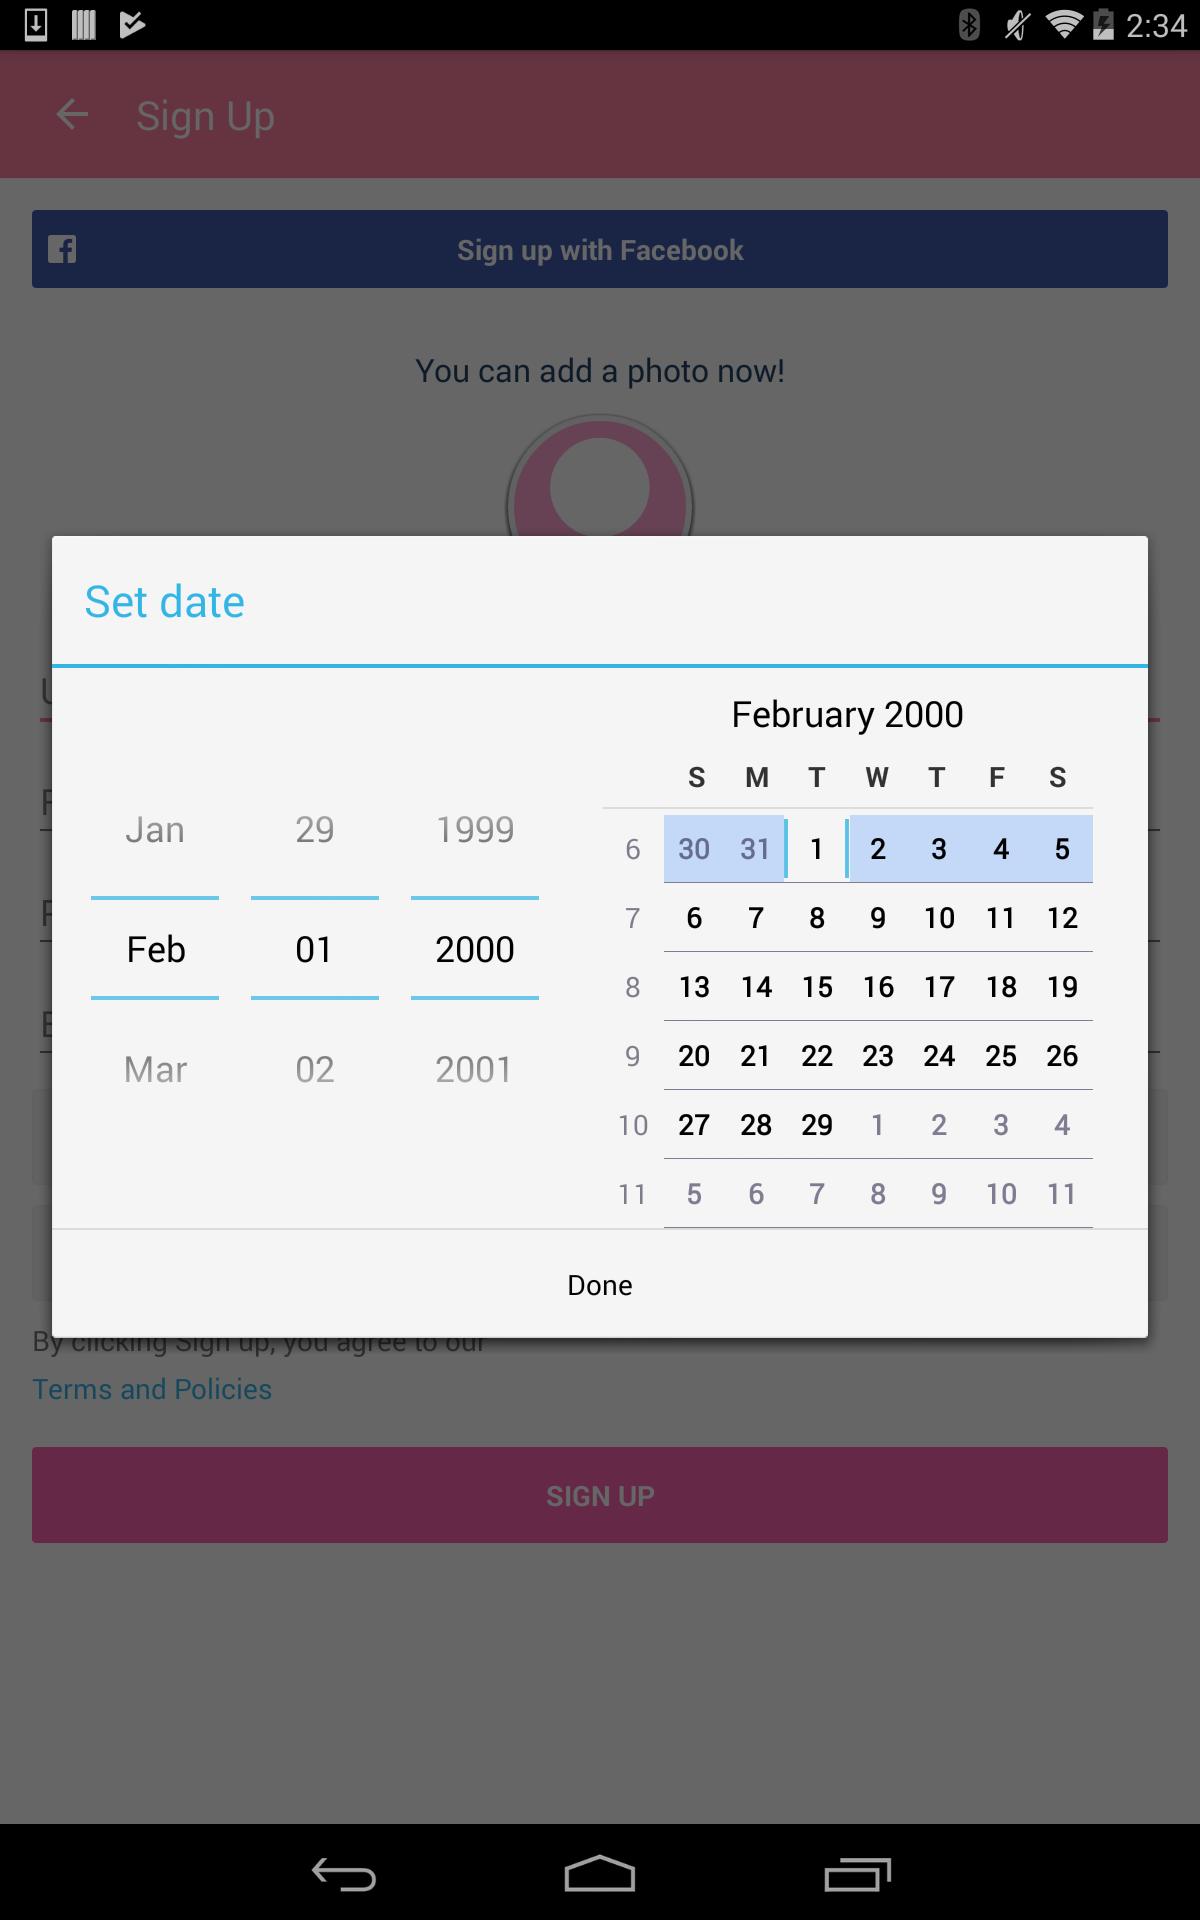 2:34
Sign Up
Sign up with Facebook
You can add a photo now!
Set date
February 2000
S M T W T F S
Jan 29 1999
6 30 31 1 2 3 4 5
7 6 7 8 9 10 11 12
Feb 01 2000
8 13 14 15 16 17 18 19
9 20 21 22 23 24 25 26
Mar 02 2001
10 27 28 29 1 2 3 4
11 5 6 7 8 9 10 11
Done
By clicking Sign up, you agree to our
Terms and Policies
SIGN UP